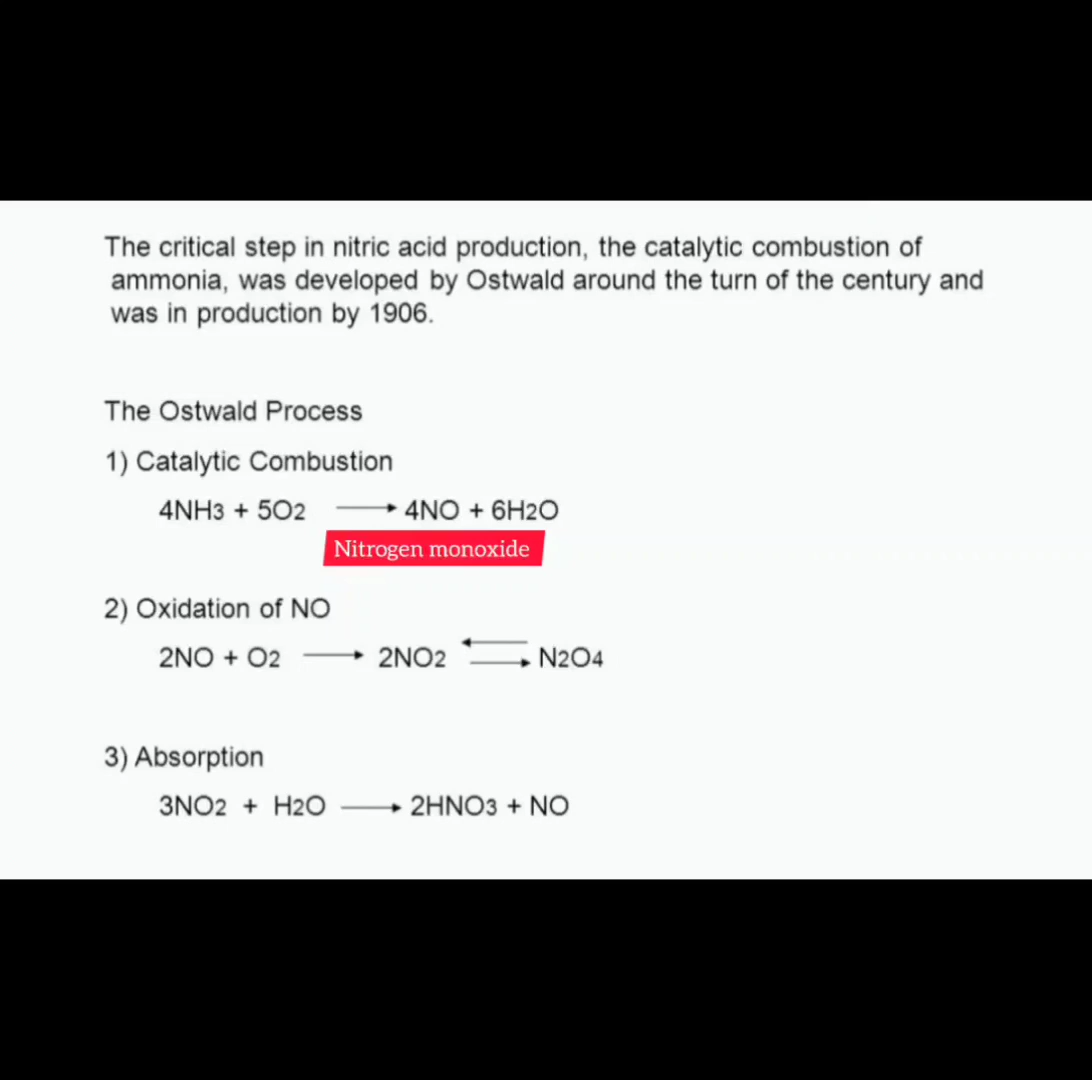 The critical step in nitric acid production, the catalytic combustion of
ammonia, was developed by Ostwald around the turn of the century and
was in production by 1906.
The Ostwald Process
1) Catalytic Combustion
4NH3 + 5O2 → 4NO + 6H2O
Nitrogen monoxide
2) Oxidation of NO
2NO + O2 → 2NO2 ⇆ N2O4
3) Absorption
3NO2 + H2O → 2HNO3 + NO